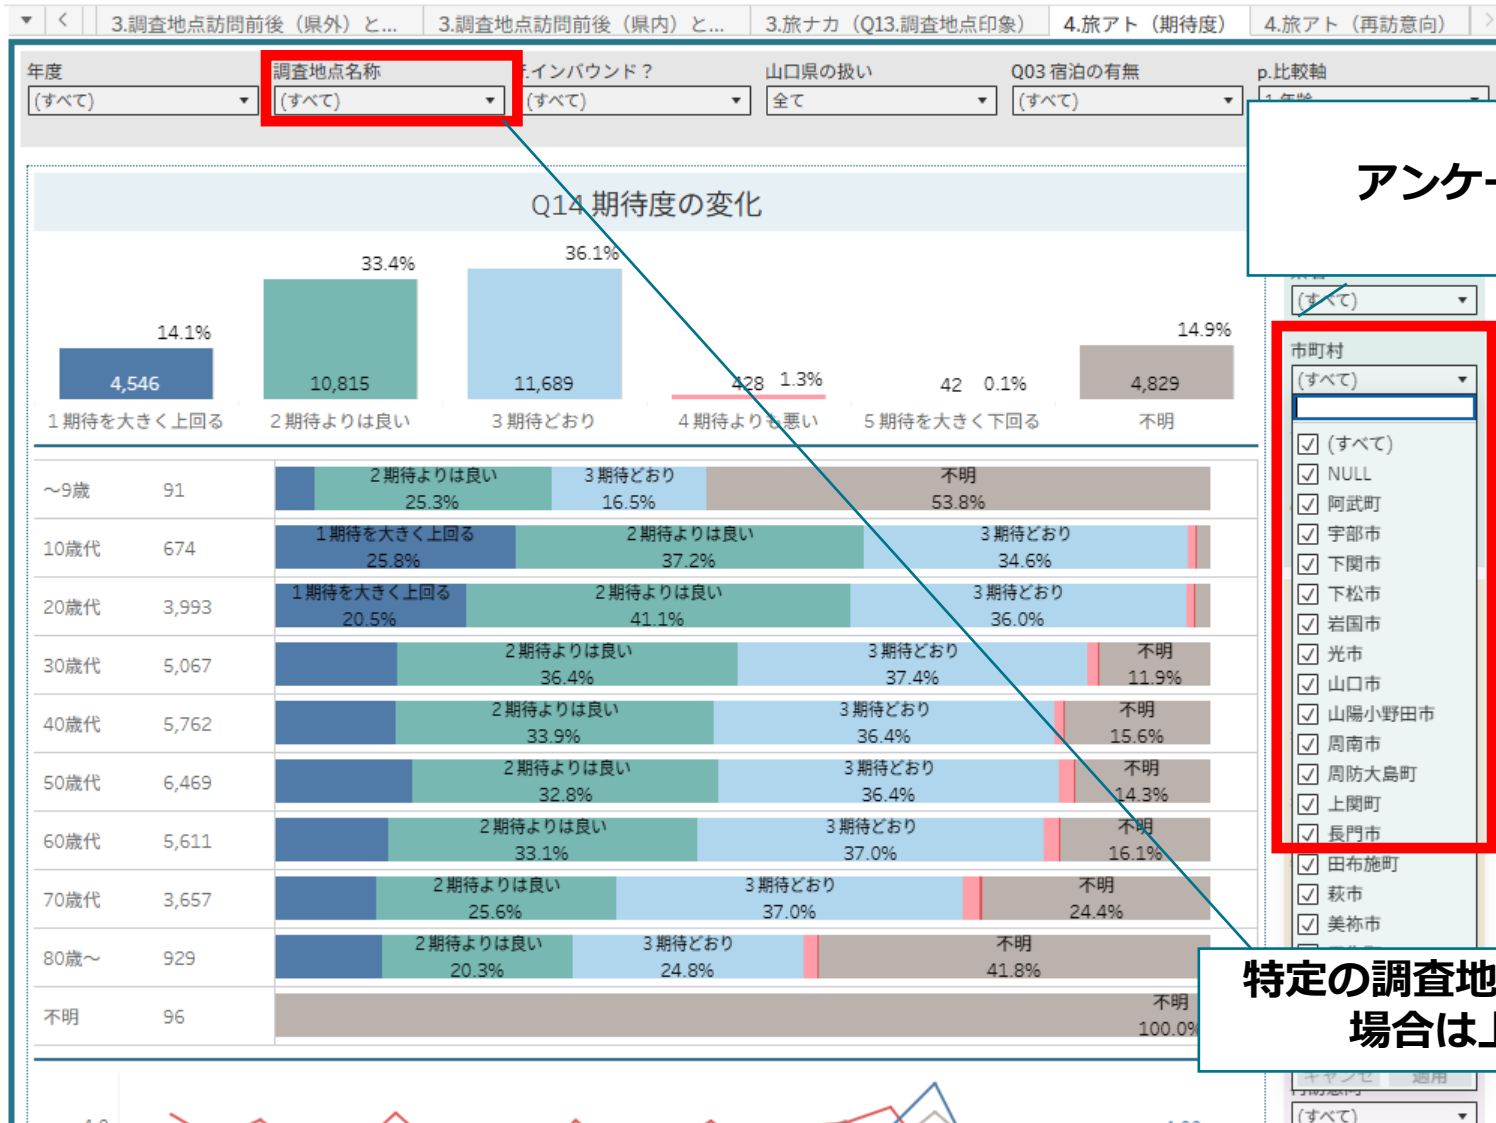 3.調査地点訪問前後（県外）と...
3.調査地点訪問前後（県内）と...
3.旅ナカ（Q13.調査地点印象）
4.旅アト（期待度）
4.旅アト（再訪意向）
年度
調査地点名称
f.インバウンド？
山口県の扱い
Q03 宿泊の有無
p.比較軸
(すべて)
(すべて)
(すべて)
全て
(すべて)
アンケー
Q14 期待度の変化
14.1%
33.4%
36.1%
1.3%
0.1%
14.9%
4,546
10,815
11,689
428
42
4,829
1 期待を大きく上回る
2 期待よりは良い
3 期待どおり
4 期待よりも悪い
5 期待を大きく下回る
不明
～9歳 91
2 期待よりは良い 3 期待どおり 不明
25.3% 16.5% 53.8%
10歳代 674
1 期待を大きく上回る 2 期待よりは良い 3 期待どおり
25.8% 37.2% 34.6%
20歳代 3,993
1 期待を大きく上回る 2 期待よりは良い 3 期待どおり
20.5% 41.1% 36.0%
30歳代 5,067
2 期待よりは良い 3 期待どおり 不明
36.4% 37.4% 11.9%
40歳代 5,762
2 期待よりは良い 3 期待どおり 不明
33.9% 36.4% 15.6%
50歳代 6,469
2 期待よりは良い 3 期待どおり 不明
32.8% 36.4% 14.3%
60歳代 5,611
2 期待よりは良い 3 期待どおり 不明
33.1% 37.0% 16.1%
70歳代 3,657
2 期待よりは良い 3 期待どおり 不明
25.6% 37.0% 24.4%
80歳～ 929
2 期待よりは良い 3 期待どおり 不明
20.3% 24.8% 41.8%
不明 96
不明
100.0%
(すべて)
市町村
(すべて)
(すべて)
NULL
阿武町
宇部市
下関市
下松市
岩国市
光市
山口市
山陽小野田市
周南市
周防大島町
上関町
長門市
田布施町
萩市
美祢市
特定の調査地
場合は上
キャンセ 適用
(すべて)